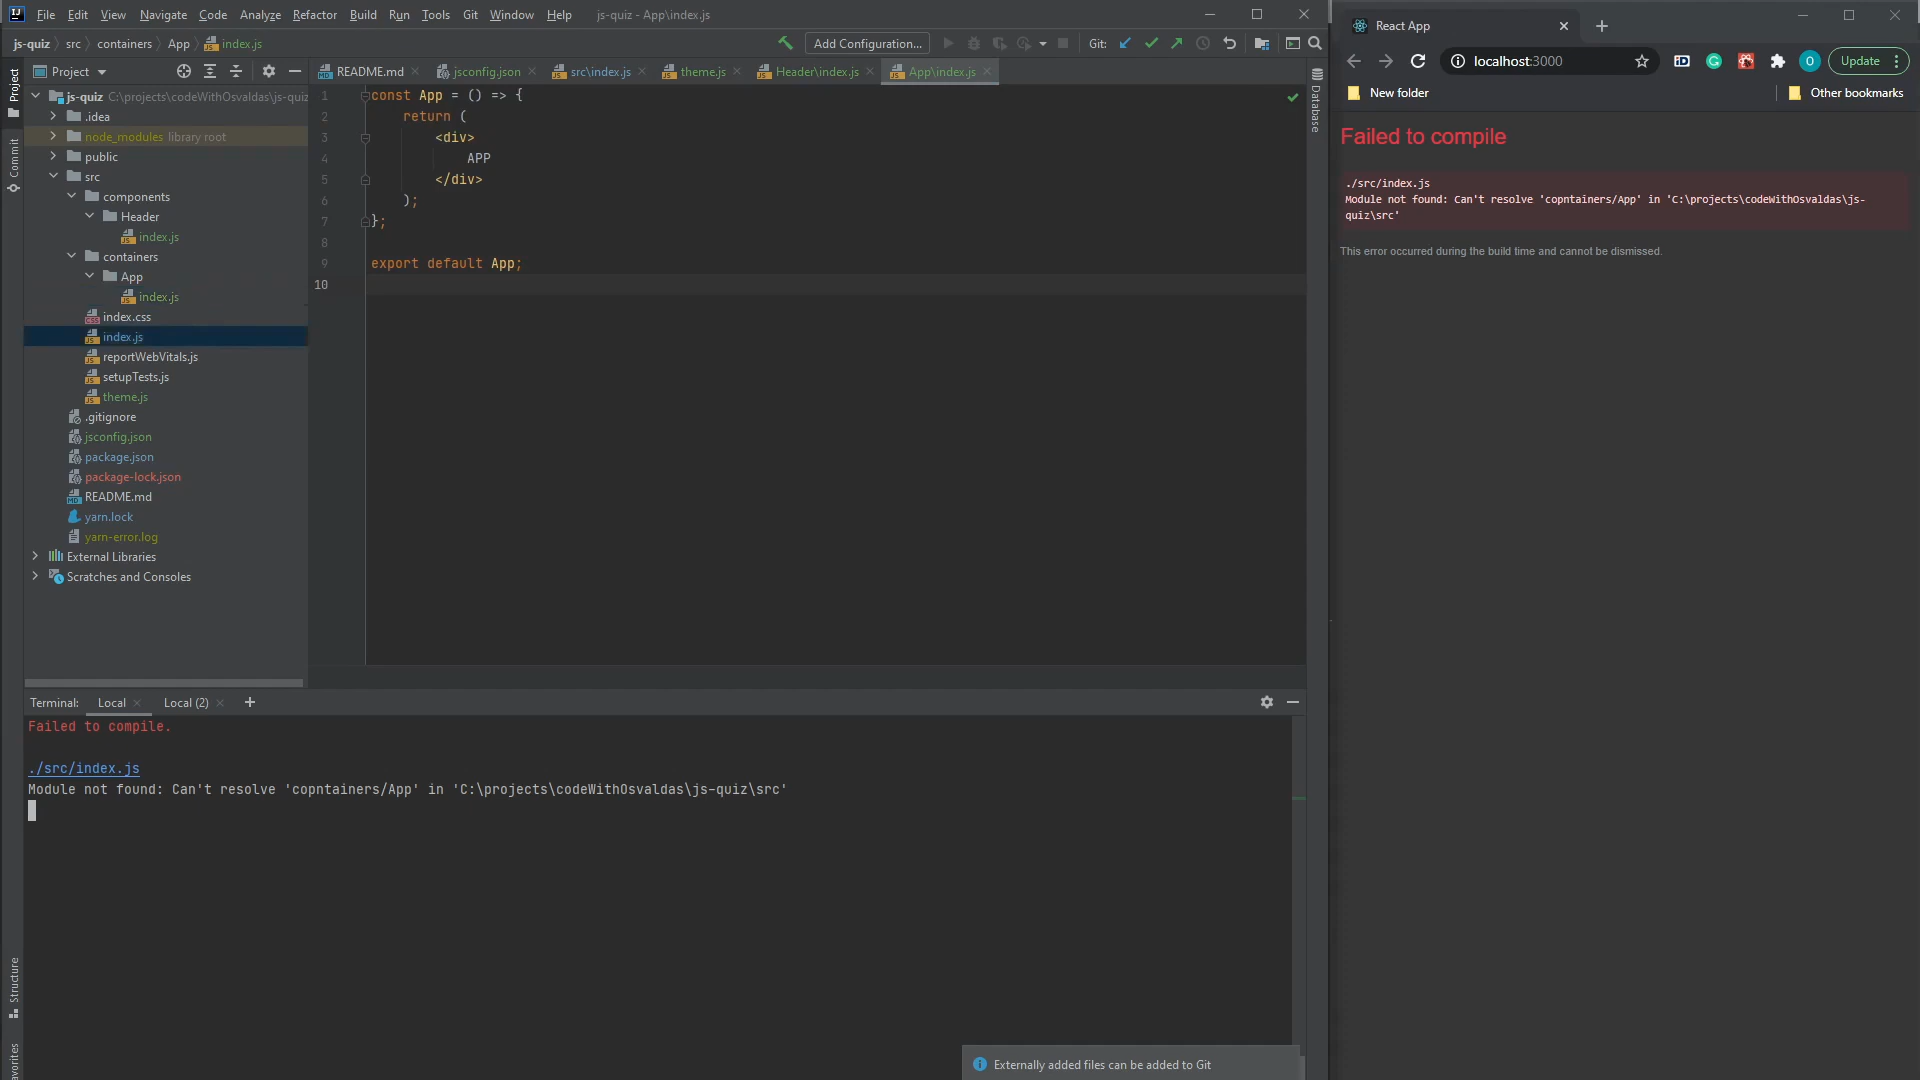 File Edit View Navigate Code Analyze Refactor Build Run Tools Git Window Help js-quiz - App\index.js
js-quiz src containers App index.js Add Configuration... Git:
Project
README.md jsconfig.json src\index.js theme.js Header\index.js App\index.js
Project
Commit
Structure
Database
js-quiz C:\projects\codeWithOsvaldas\js-quiz
.idea
node_modules library root
public
src
components
Header
index.js
containers
App
index.js
index.css
index.js
reportWebVitals.js
setupTests.js
theme.js
.gitignore
jsconfig.json
package.json
package-lock.json
README.md
yarn.lock
yarn-error.log
External Libraries
Scratches and Consoles
1 const App = () => {
2 return (
3 <div>
4 APP
5 </div>
6 );
7 };
8
9 export default App;
10
Terminal: Local Local (2)
Failed to compile.
./src/index.js
Module not found: Can't resolve 'copntainers/App' in 'C:\projects\codeWithOsvaldas\js-quiz\src'
Externally added files can be added to Git
React App
localhost:3000 Update
New folder Other bookmarks
Failed to compile
./src/index.js
Module not found: Can't resolve 'copntainers/App' in 'C:\projects\codeWithOsvaldas\js-
quiz\src'
This error occurred during the build time and cannot be dismissed.